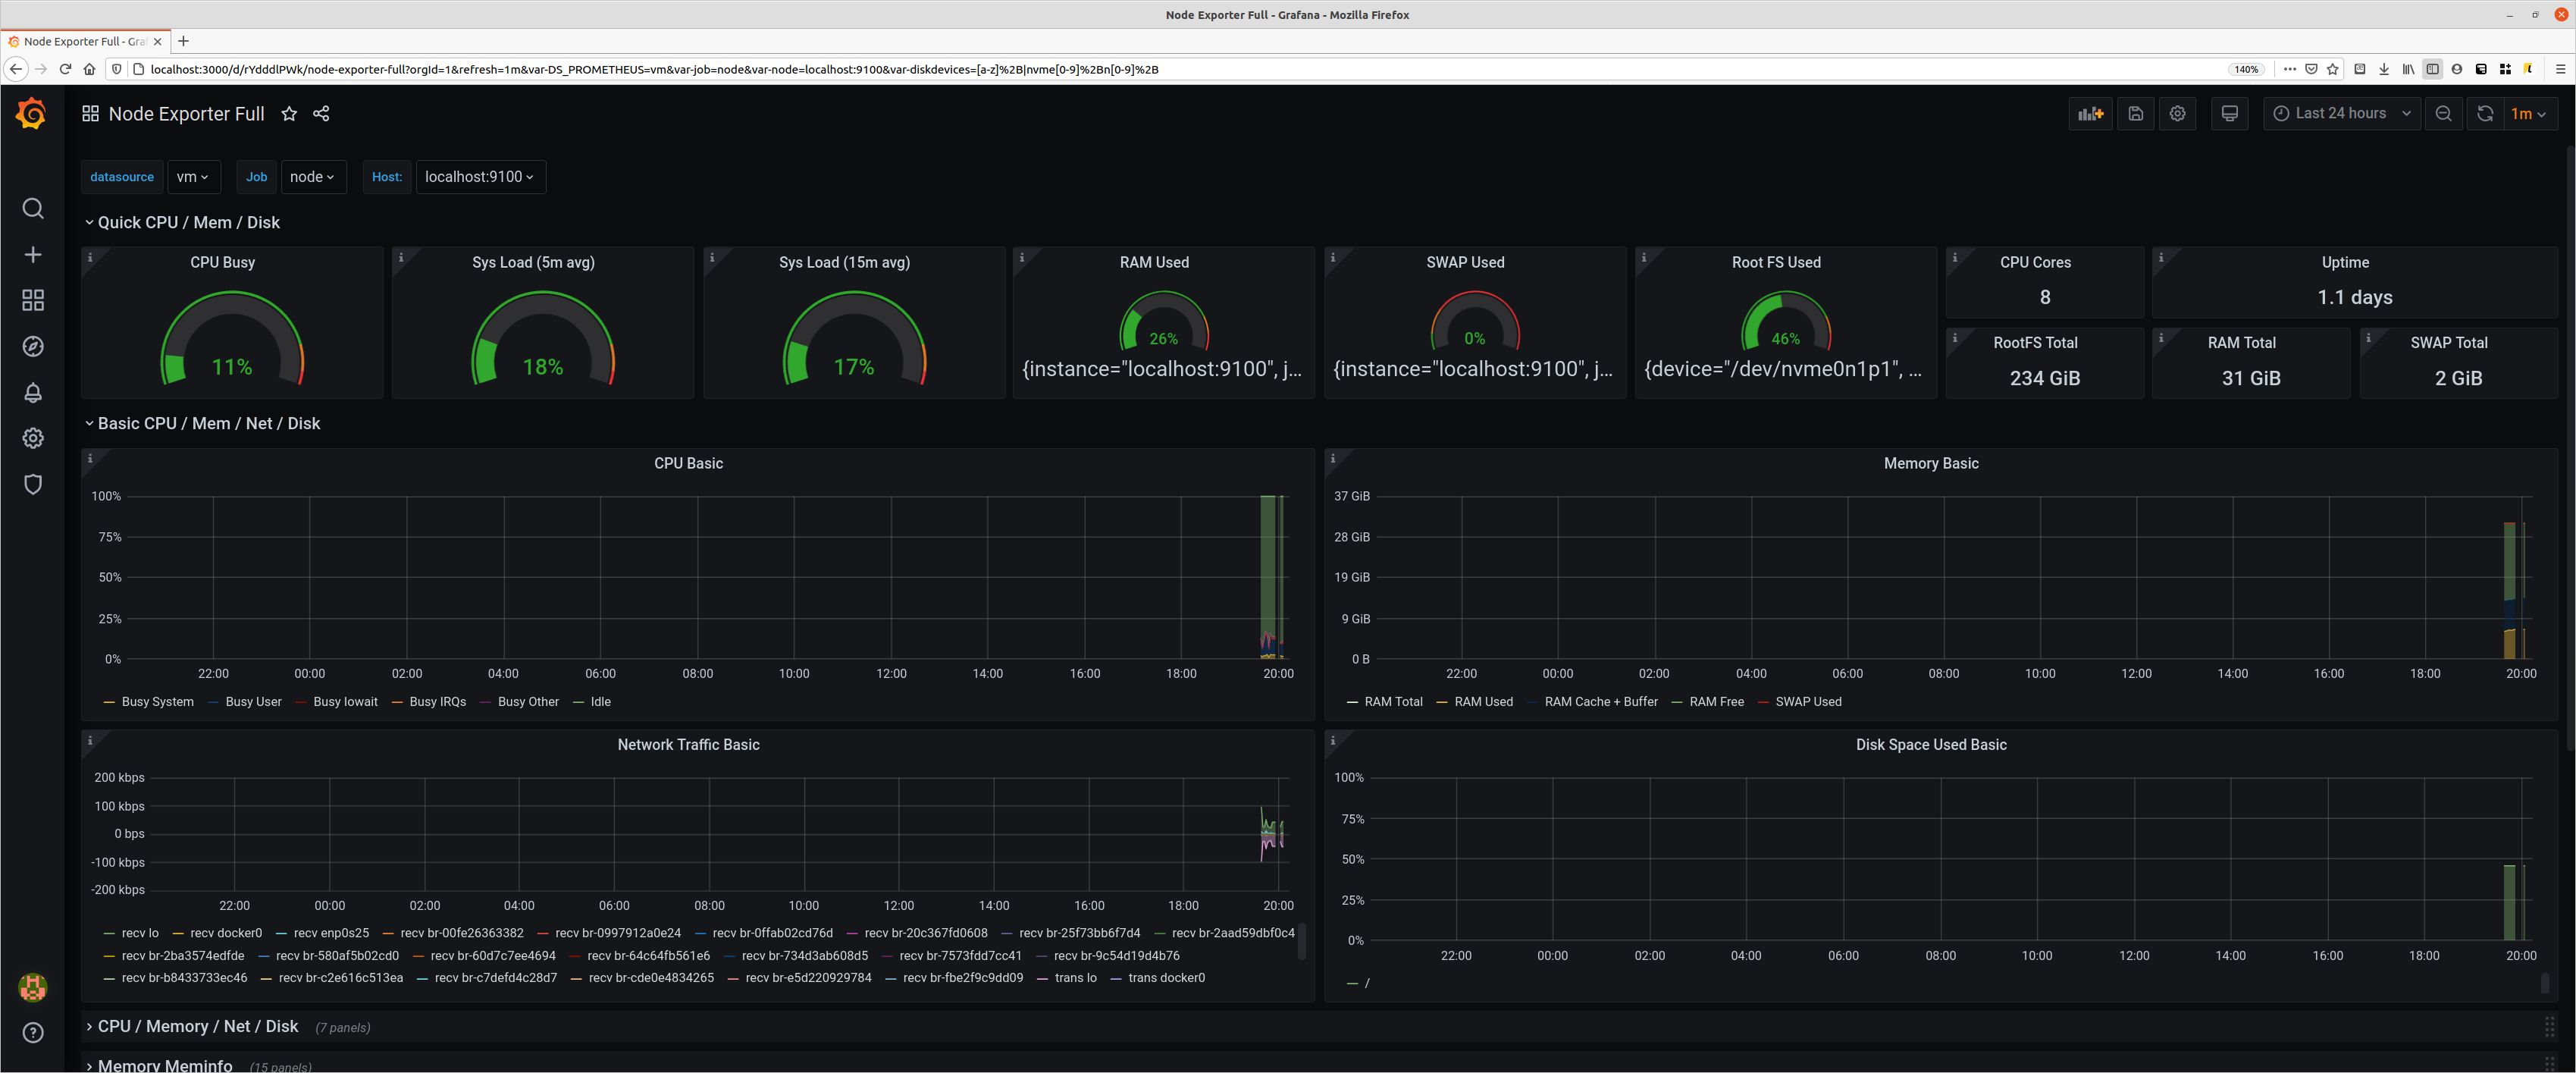 Node Exporter Full - Grafana - Mozilla Firefox
Node Exporter Full - Gra
localhost:3000/d/rYdddlPWk/node-exporter-full?orgId=1&refresh=1m&var-DS_PROMETHEUS=vm&var-job=node&var-node=localhost:9100&var-diskdevices=[a-z]%2B|nvme[0-9]%2Bn[0-9]%2B
140%
Node Exporter Full
Last 24 hours
1m
datasource vm Job node Host: localhost:9100
Quick CPU / Mem / Disk
CPU Busy
11%
Sys Load (5m avg)
18%
Sys Load (15m avg)
17%
RAM Used
26%
{instance="localhost:9100", j...
SWAP Used
0%
{instance="localhost:9100", j...
Root FS Used
46%
{device="/dev/nvme0n1p1", ...
CPU Cores
8
Uptime
1.1 days
RootFS Total
234 GiB
RAM Total
31 GiB
SWAP Total
2 GiB
Basic CPU / Mem / Net / Disk
CPU Basic
100%
75%
50%
25%
0%
22:00 00:00 02:00 04:00 06:00 08:00 10:00 12:00 14:00 16:00 18:00 20:00
Busy System Busy User Busy Iowait Busy IRQs Busy Other Idle
Memory Basic
37 GiB
28 GiB
19 GiB
9 GiB
0 B
22:00 00:00 02:00 04:00 06:00 08:00 10:00 12:00 14:00 16:00 18:00 20:00
RAM Total RAM Used RAM Cache + Buffer RAM Free SWAP Used
Network Traffic Basic
200 kbps
100 kbps
0 bps
-100 kbps
-200 kbps
22:00 00:00 02:00 04:00 06:00 08:00 10:00 12:00 14:00 16:00 18:00 20:00
recv lo recv docker0 recv enp0s25 recv br-00fe26363382 recv br-0997912a0e24 recv br-0ffab02cd76d recv br-20c367fd0608 recv br-25f73bb6f7d4 recv br-2aad59dbf0c4
recv br-2ba3574edfde recv br-580af5b02cd0 recv br-60d7c7ee4694 recv br-64c64fb561e6 recv br-734d3ab608d5 recv br-7573fdd7cc41 recv br-9c54d19d4b76
recv br-b8433733ec46 recv br-c2e616c513ea recv br-c7defd4c28d7 recv br-cde0e4834265 recv br-e5d220929784 recv br-fbe2f9c9dd09 trans lo trans docker0
Disk Space Used Basic
100%
75%
50%
25%
0%
22:00 00:00 02:00 04:00 06:00 08:00 10:00 12:00 14:00 16:00 18:00 20:00
/
CPU / Memory / Net / Disk (7 panels)
Memory Meminfo (15 panels)